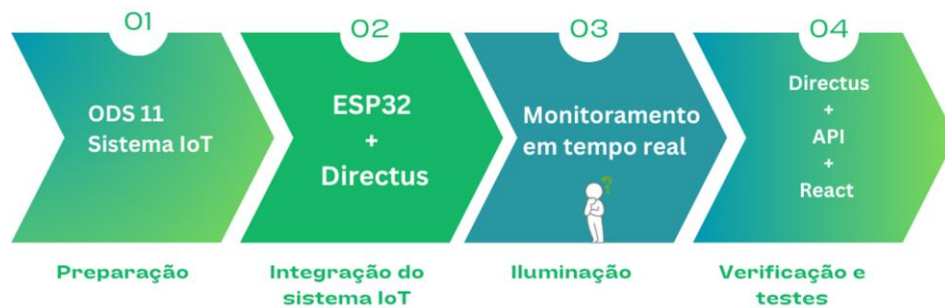 01
ODS 11
Sistema IoT
Preparação
02
ESP32
+
Directus
Integração do
sistema IoT
03
Monitoramento
em tempo real
?
Iluminação
04
Directus
+
API
+
React
Verificação e
testes